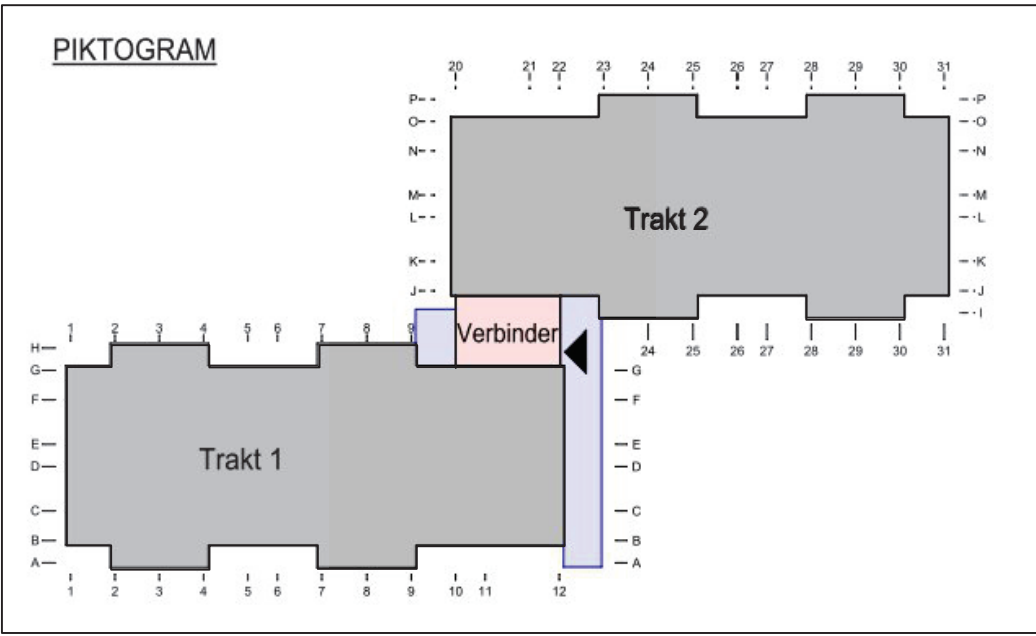 PIKTOGRAM
20 21 22 23 24 25 26 27 28 29 30 31
P P
O O
N N
M M
L L
K K
J J
I
Trakt 2
Verbinder
1 2 3 4 5 6 7 8 9
24 25 26 27 28 29 30 31
H
G G
F F
E E
D D
C C
B B
A A
Trakt 1
1 2 3 4 5 6 7 8 9 10 11 12